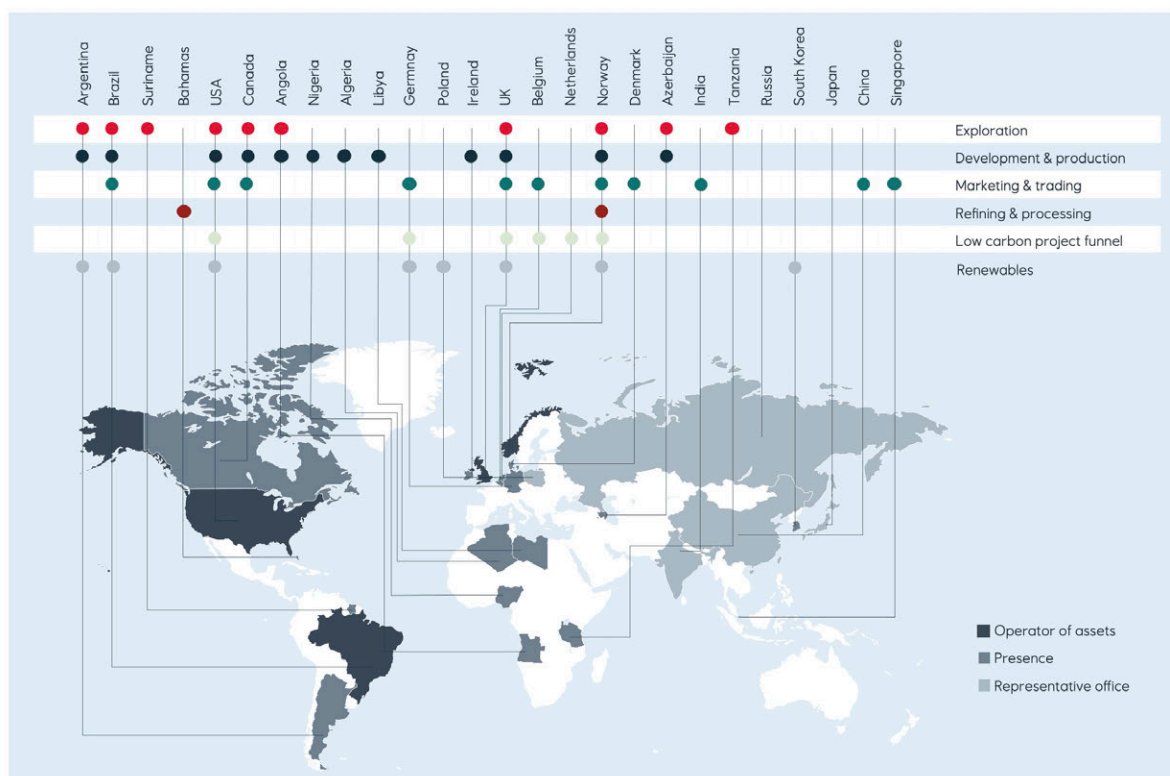 Argentina
Brazil
Suriname
Bahamas
USA
Canada
Angola
Nigeria
Algeria
Libya
Germnay
Poland
Ireland
UK
Belgium
Netherlands
Norway
Denmark
Azerbaijan
India
Tanzania
Russia
South Korea
Japan
China
Singapore
Exploration
Development & production
Marketing & trading
Refining & processing
Low carbon project funnel
Renewables
Operator of assets
Presence
Representative office